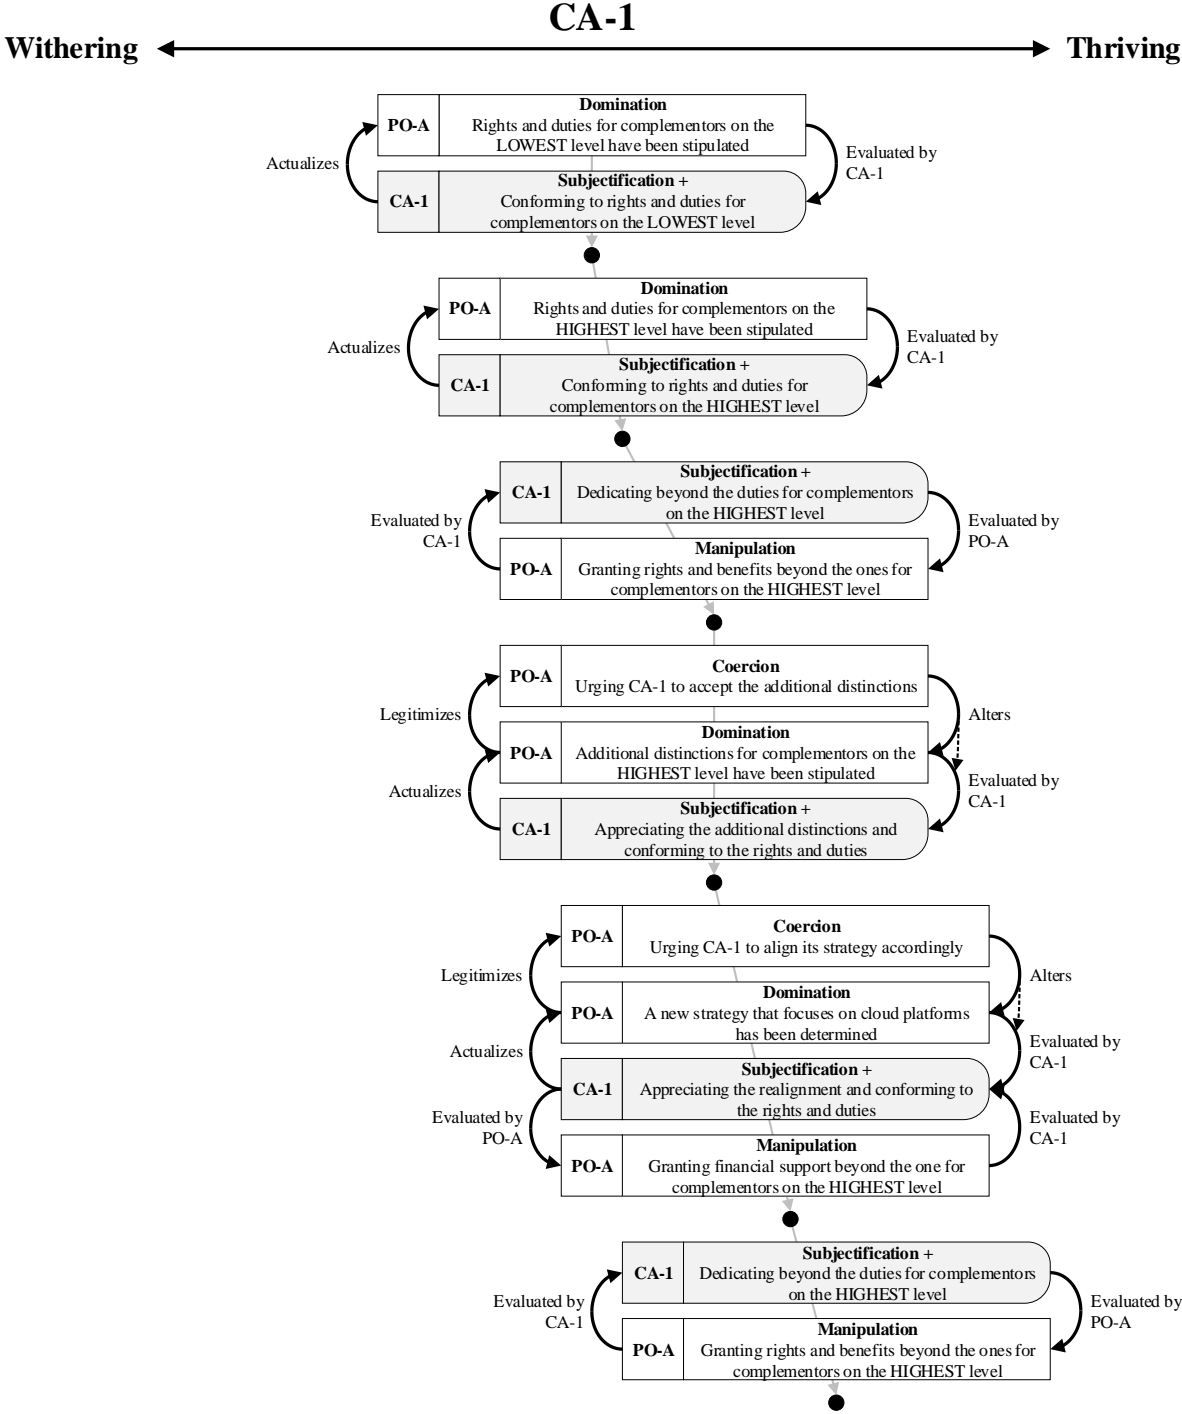 CA-1
Withering
Thriving
Domination
PO-A
Rights and duties for complementors on the
LOWEST level have been stipulated
Actualizes
Evaluated by
CA-1
Subjectification +
CA-1
Conforming to rights and duties for
complementors on the LOWEST level
Domination
PO-A
Rights and duties for complementors on the
HIGHEST level have been stipulated
Actualizes
Evaluated by
CA-1
Subjectification +
CA-1
Conforming to rights and duties for
complementors on the HIGHEST level
Subjectification +
CA-1
Dedicating beyond the duties for complementors
on the HIGHEST level
Evaluated by
CA-1
Evaluated by
PO-A
Manipulation
PO-A
Granting rights and benefits beyond the ones for
complementors on the HIGHEST level
Coercion
PO-A
Urging CA-1 to accept the additional distinctions
Legitimizes
Alters
Domination
PO-A
Additional distinctions for complementors on the
HIGHEST level have been stipulated
Actualizes
Evaluated by
CA-1
Subjectification +
CA-1
Appreciating the additional distinctions and
conforming to the rights and duties
Coercion
PO-A
Urging CA-1 to align its strategy accordingly
Legitimizes
Alters
Domination
PO-A
A new strategy that focuses on cloud platforms
has been determined
Actualizes
Evaluated by
CA-1
Subjectification +
CA-1
Appreciating the realignment and conforming to
the rights and duties
Evaluated by
PO-A
Evaluated by
CA-1
Manipulation
PO-A
Granting financial support beyond the one for
complementors on the HIGHEST level
Subjectification +
CA-1
Dedicating beyond the duties for complementors
on the HIGHEST level
Evaluated by
CA-1
Evaluated by
PO-A
Manipulation
PO-A
Granting rights and benefits beyond the ones for
complementors on the HIGHEST level